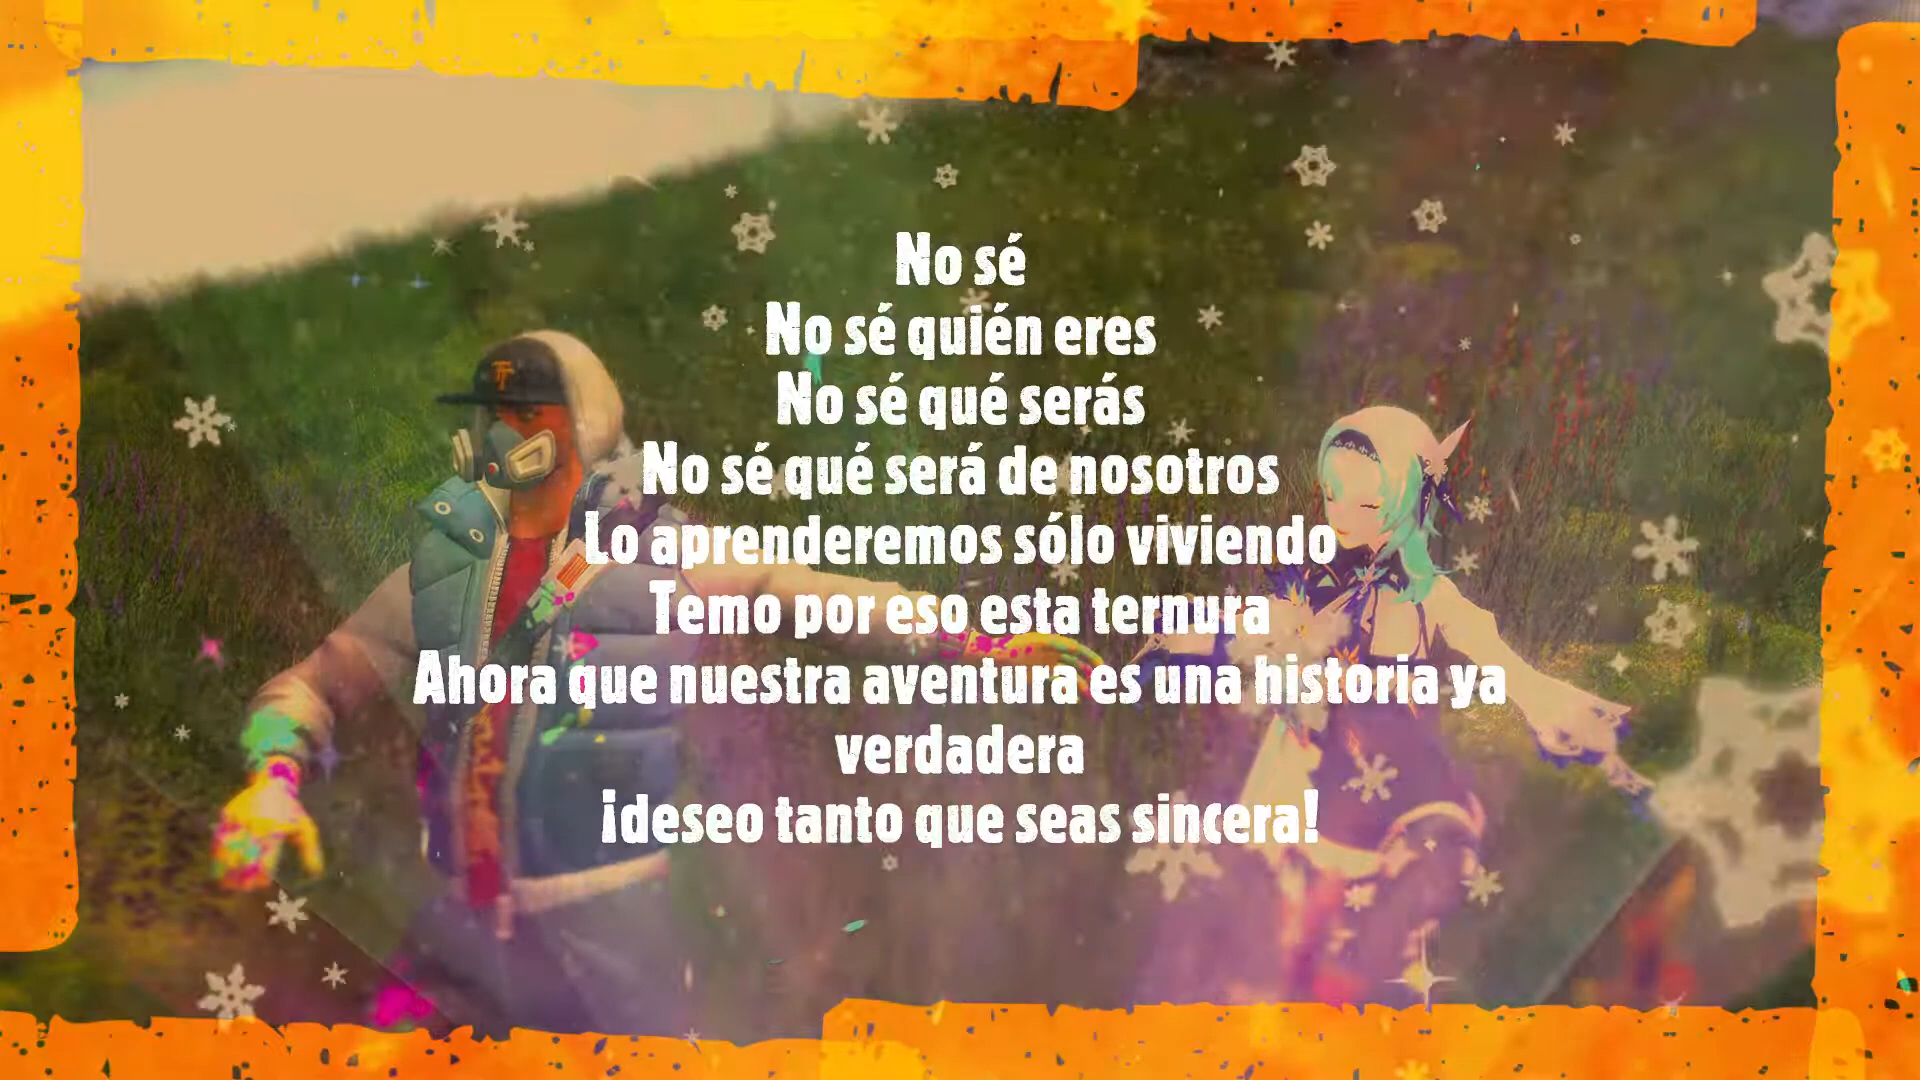 No sé
No sé quién eres
No sé qué serás
No sé qué será de nosotros
Lo aprenderemos sólo viviendo
Temo por eso esta ternura
Ahora que nuestra aventura es una historia ya
verdadera
¡deseo tanto que seas sincera!